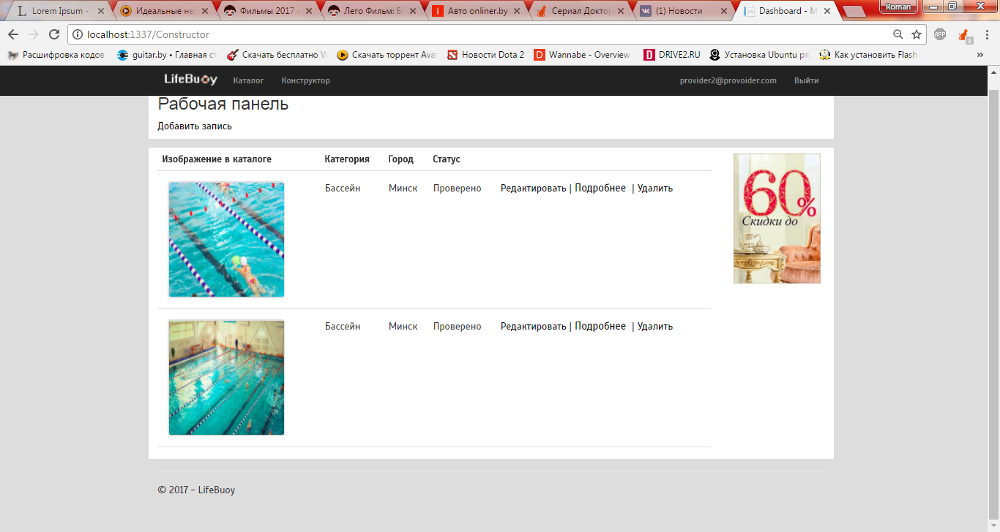 Lorem Ipsum -
Идеальные не
Фильмы 2017
Лего Фильм: Б
Авто onliner.by
Сериал Доктор
(1) Новости
Dashboard - M
Roman
localhost:1337/Constructor
ABP
3
Расшифровка кодов
guitar.by • Главная ст
Скачать бесплатно W
Скачать торрент Ava
Новости Dota 2
Wannabe - Overview
DRIVE2.RU
Установка Ubuntu ря
Как установить Flash
»
LifeBuoy
Каталог
Конструктор
provider2@provoider.com
Выйти
Рабочая панель
Добавить запись
Изображение в каталоге Категория Город Статус
Бассейн Минск Проверено Редактировать | Подробнее | Удалить
60%
Скидки до
Бассейн Минск Проверено Редактировать | Подробнее | Удалить
© 2017 – LifeBuoy